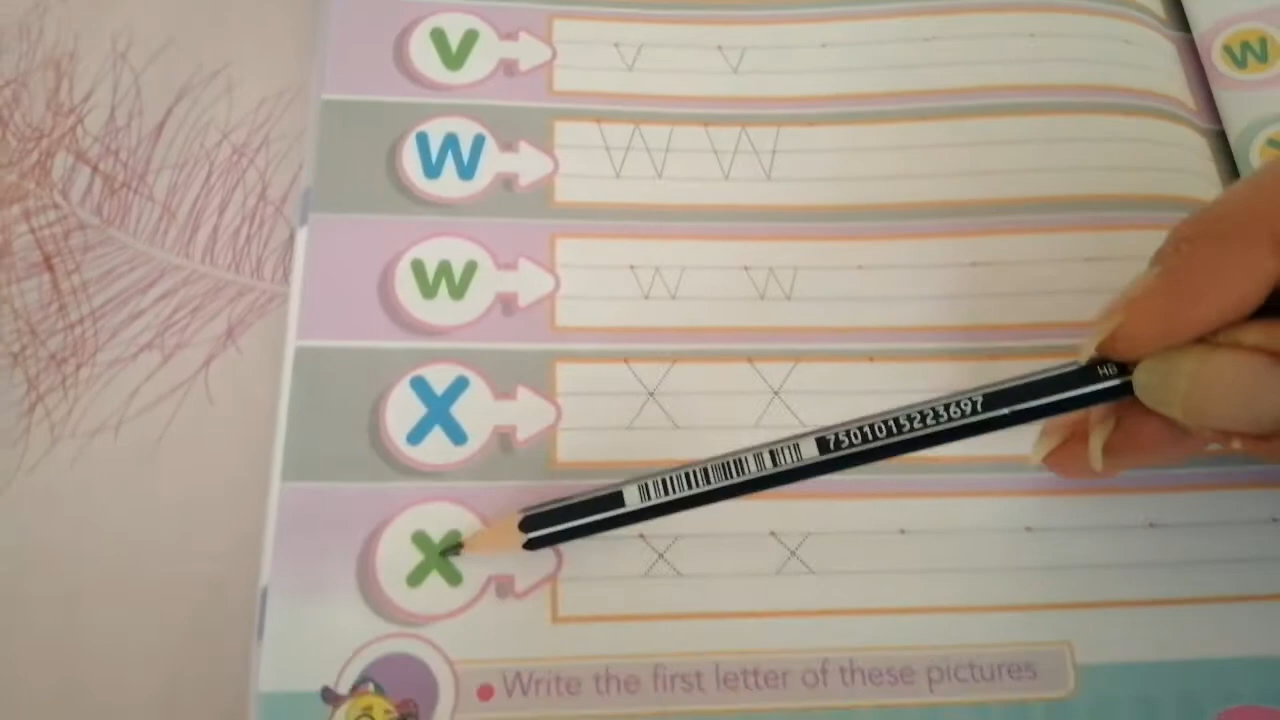 v v v
W W W W
w w w w
X X X
HB
7501015223697
x x x
Write the first letter of these pictures